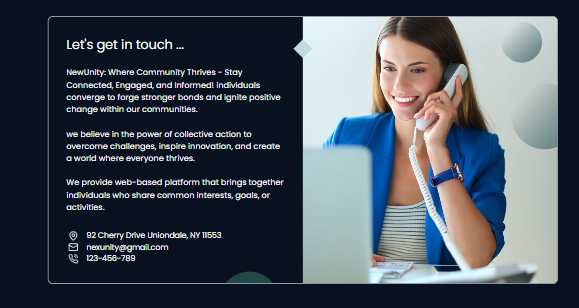 Let's get in touch ...
NewUnity: Where Community Thrives - Stay
Connected, Engaged, and Informed! individuals
converge to forge stronger bonds and ignite positive
change within our communities.
we believe in the power of collective action to
overcome challenges, inspire innovation, and create
a world where everyone thrives.
We provide web-based platform that brings together
individuals who share common interests, goals, or
activities.
92 Cherry Drive Uniondale, NY 11553
nexunity@gmail.com
123-456-789